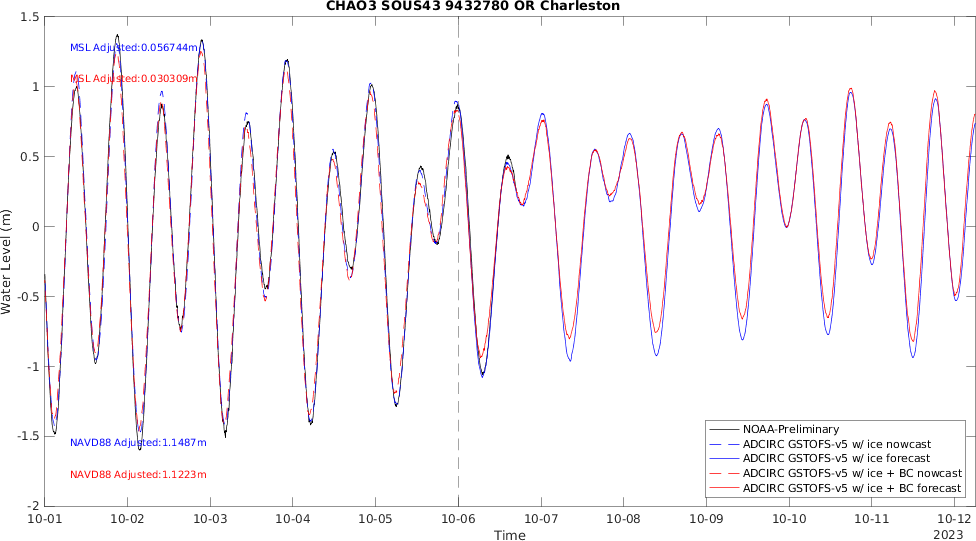 CHAO3 SOUS43 9432780 OR Charleston
1.5
MSL Adjusted:0.056744m
MSL Adjusted:0.030309m
1
0.5
0
-0.5
-1
-1.5
-2
Water Level (m)
NAVD88 Adjusted:1.1487m
NAVD88 Adjusted:1.1223m
NOAA-Preliminary
ADCIRC GSTOFS-v5 w/ ice nowcast
ADCIRC GSTOFS-v5 w/ ice forecast
ADCIRC GSTOFS-v5 w/ ice + BC nowcast
ADCIRC GSTOFS-v5 w/ ice + BC forecast
10-01 10-02 10-03 10-04 10-05 10-06 10-07 10-08 10-09 10-10 10-11 10-12
Time
2023